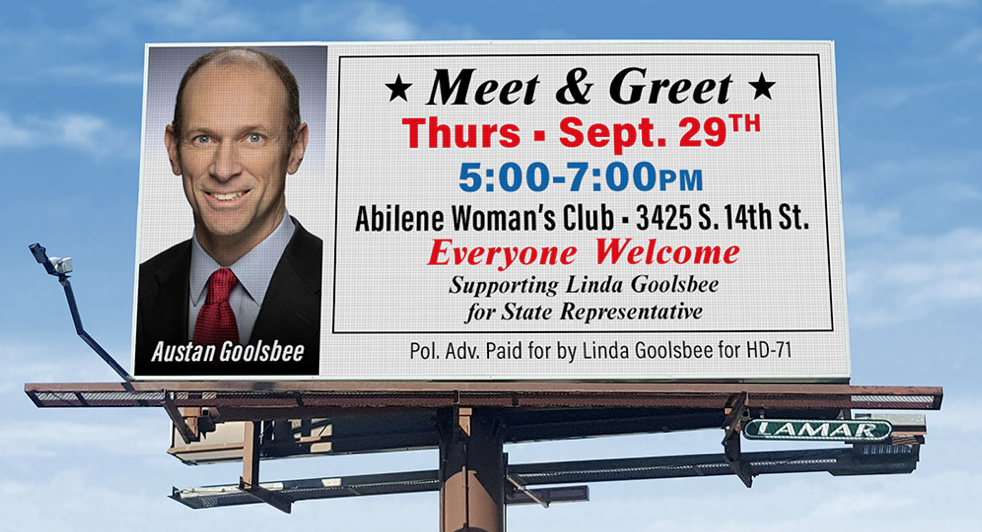 ★ Meet & Greet ★
Thurs ▪ Sept. 29TH
5:00-7:00PM
Abilene Woman's Club ▪ 3425 S. 14th St.
Everyone Welcome
Supporting Linda Goolsbee
for State Representative
Austan Goolsbee
Pol. Adv. Paid for by Linda Goolsbee for HD-71
LAMAR